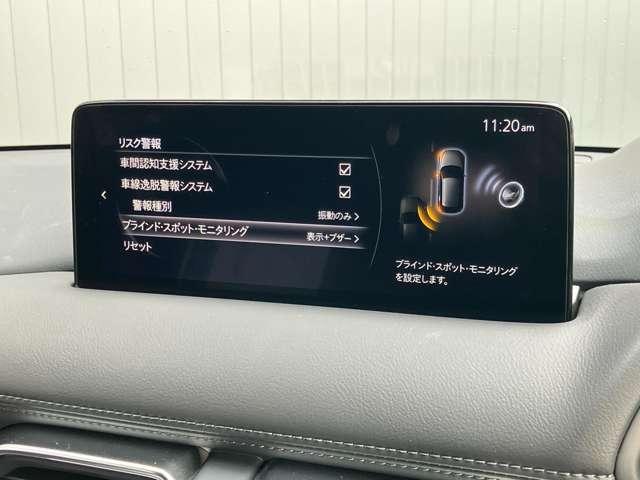 11:20am
リスク警報
車間認知支援システム
車線逸脱警報システム
警報種別 振動のみ
ブラインド・スポット・モニタリング 表示+ブザー
リセット
ブラインド・スポット・モニタリング
を設定します。